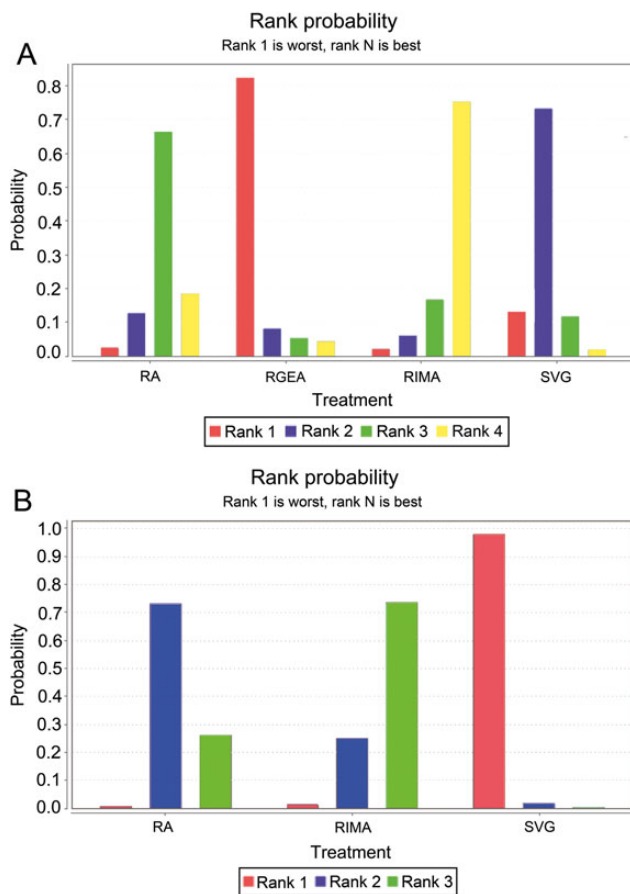 Rank probability
Rank 1 is worst, rank N is best
A
0.8
0.7
0.6
0.5
0.4
0.3
0.2
0.1
0.0
Probability
RA RGEA RIMA SVG
Treatment
Rank 1 Rank 2 Rank 3 Rank 4
Rank probability
Rank 1 is worst, rank N is best
B
1.0
0.9
0.8
0.7
0.6
0.5
0.4
0.3
0.2
0.1
0.0
Probability
RA RIMA SVG
Treatment
Rank 1 Rank 2 Rank 3